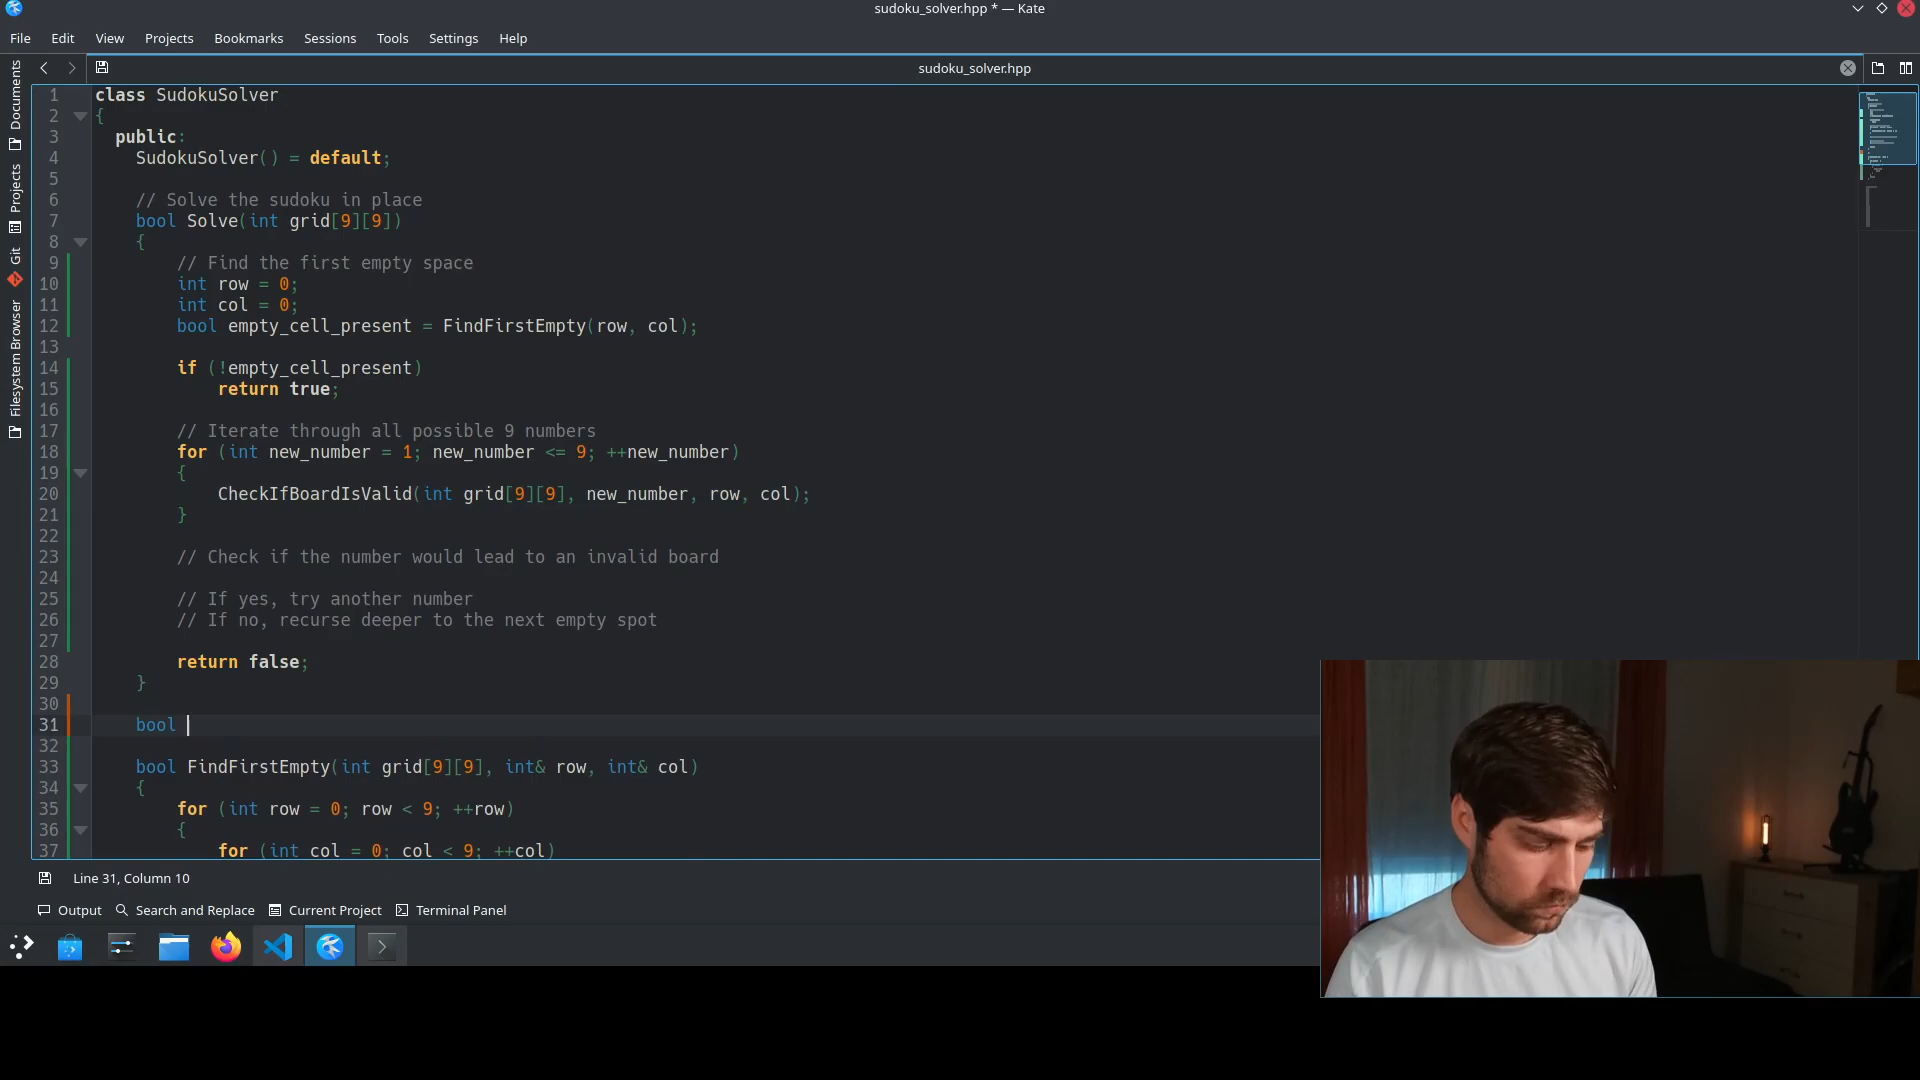 sudoku_solver.hpp * — Kate
File Edit View Projects Bookmarks Sessions Tools Settings Help
sudoku_solver.hpp
Documents
Projects
Git
Filesystem Browser
1 class SudokuSolver
2 {
3   public:
4     SudokuSolver() = default;
5
6     // Solve the sudoku in place
7     bool Solve(int grid[9][9])
8     {
9         // Find the first empty space
10         int row = 0;
11         int col = 0;
12         bool empty_cell_present = FindFirstEmpty(row, col);
13
14         if (!empty_cell_present)
15             return true;
16
17         // Iterate through all possible 9 numbers
18         for (int new_number = 1; new_number <= 9; ++new_number)
19         {
20             CheckIfBoardIsValid(int grid[9][9], new_number, row, col);
21         }
22
23         // Check if the number would lead to an invalid board
24
25         // If yes, try another number
26         // If no, recurse deeper to the next empty spot
27
28         return false;
29     }
30
31     bool
32
33     bool FindFirstEmpty(int grid[9][9], int& row, int& col)
34     {
35         for (int row = 0; row < 9; ++row)
36         {
37             for (int col = 0; col < 9; ++col)
Line 31, Column 10
Output Search and Replace Current Project Terminal Panel